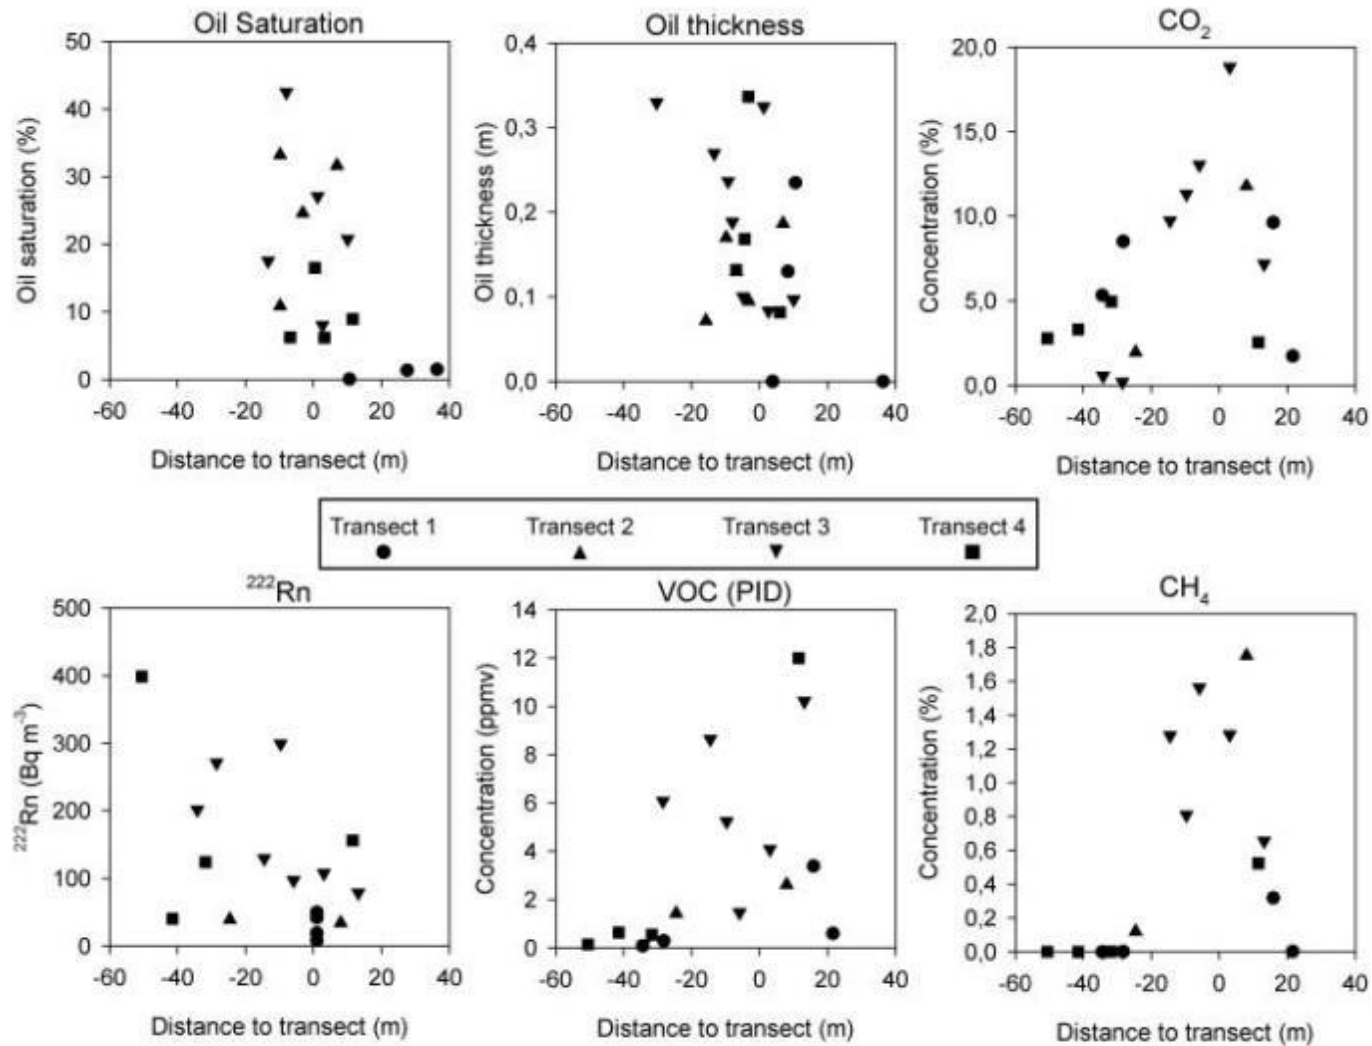 Oil Saturation
50
40
30
20
10
0
Oil saturation (%)
-60 -40 -20 0 20 40
Distance to transect (m)
Oil thickness
0,4
0,3
0,2
0,1
0,0
Oil thickness (m)
-60 -40 -20 0 20 40
Distance to transect (m)
CO2
20,0
15,0
10,0
5,0
0,0
Concentration (%)
-60 -40 -20 0 20 40
Distance to transect (m)
Transect 1 Transect 2 Transect 3 Transect 4
222Rn
500
400
300
200
100
0
222Rn (Bq m-3)
-60 -40 -20 0 20 40
Distance to transect (m)
VOC (PID)
14
12
10
8
6
4
2
0
Concentration (ppmv)
-60 -40 -20 0 20 40
Distance to transect (m)
CH4
2,0
1,8
1,6
1,4
1,2
1,0
0,8
0,6
0,4
0,2
0,0
Concentration (%)
-60 -40 -20 0 20 40
Distance to transect (m)